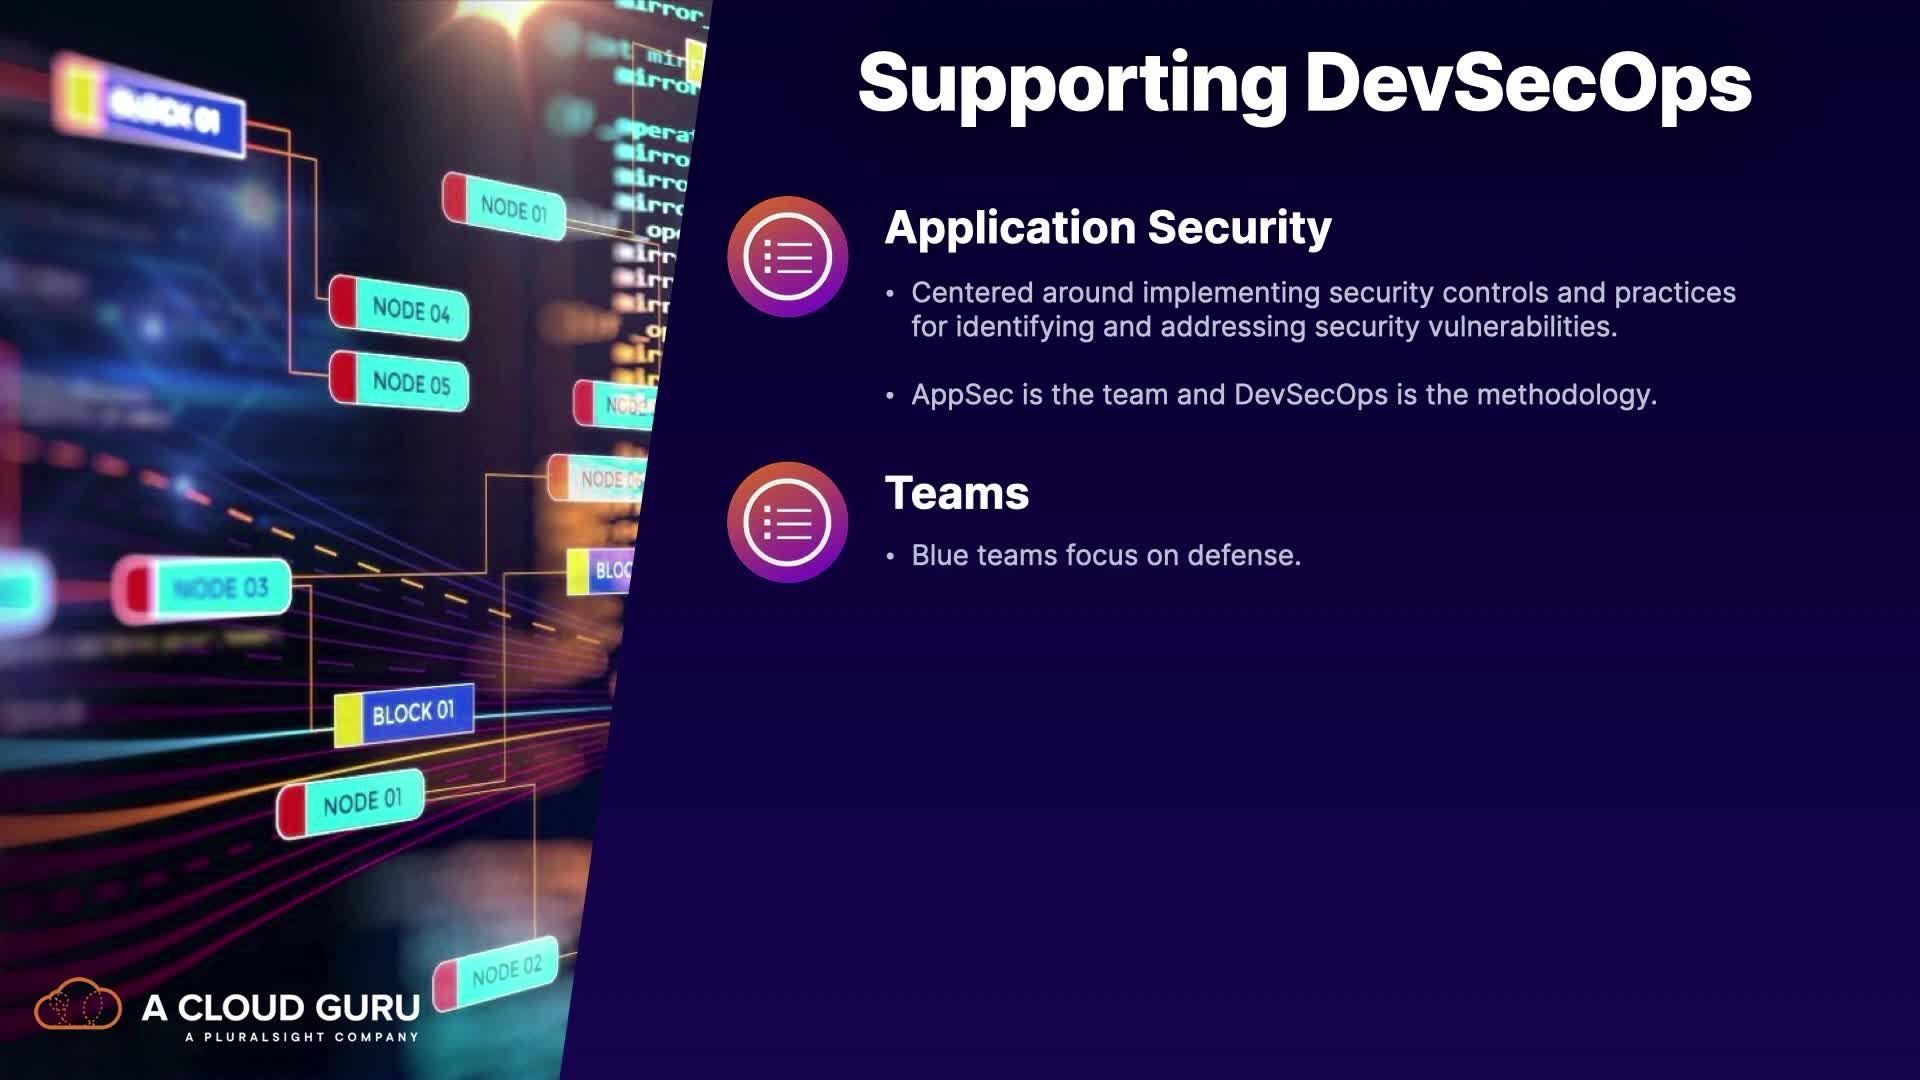 Supporting DevSecOps
Application Security
• Centered around implementing security controls and practices
for identifying and addressing security vulnerabilities.
• AppSec is the team and DevSecOps is the methodology.
Teams
• Blue teams focus on defense.
BLOCK 01
NODE 01
NODE 04
NODE 05
NODE 03
BLOCK 01
NODE 01
NODE 02
A CLOUD GURU
A PLURALSIGHT COMPANY